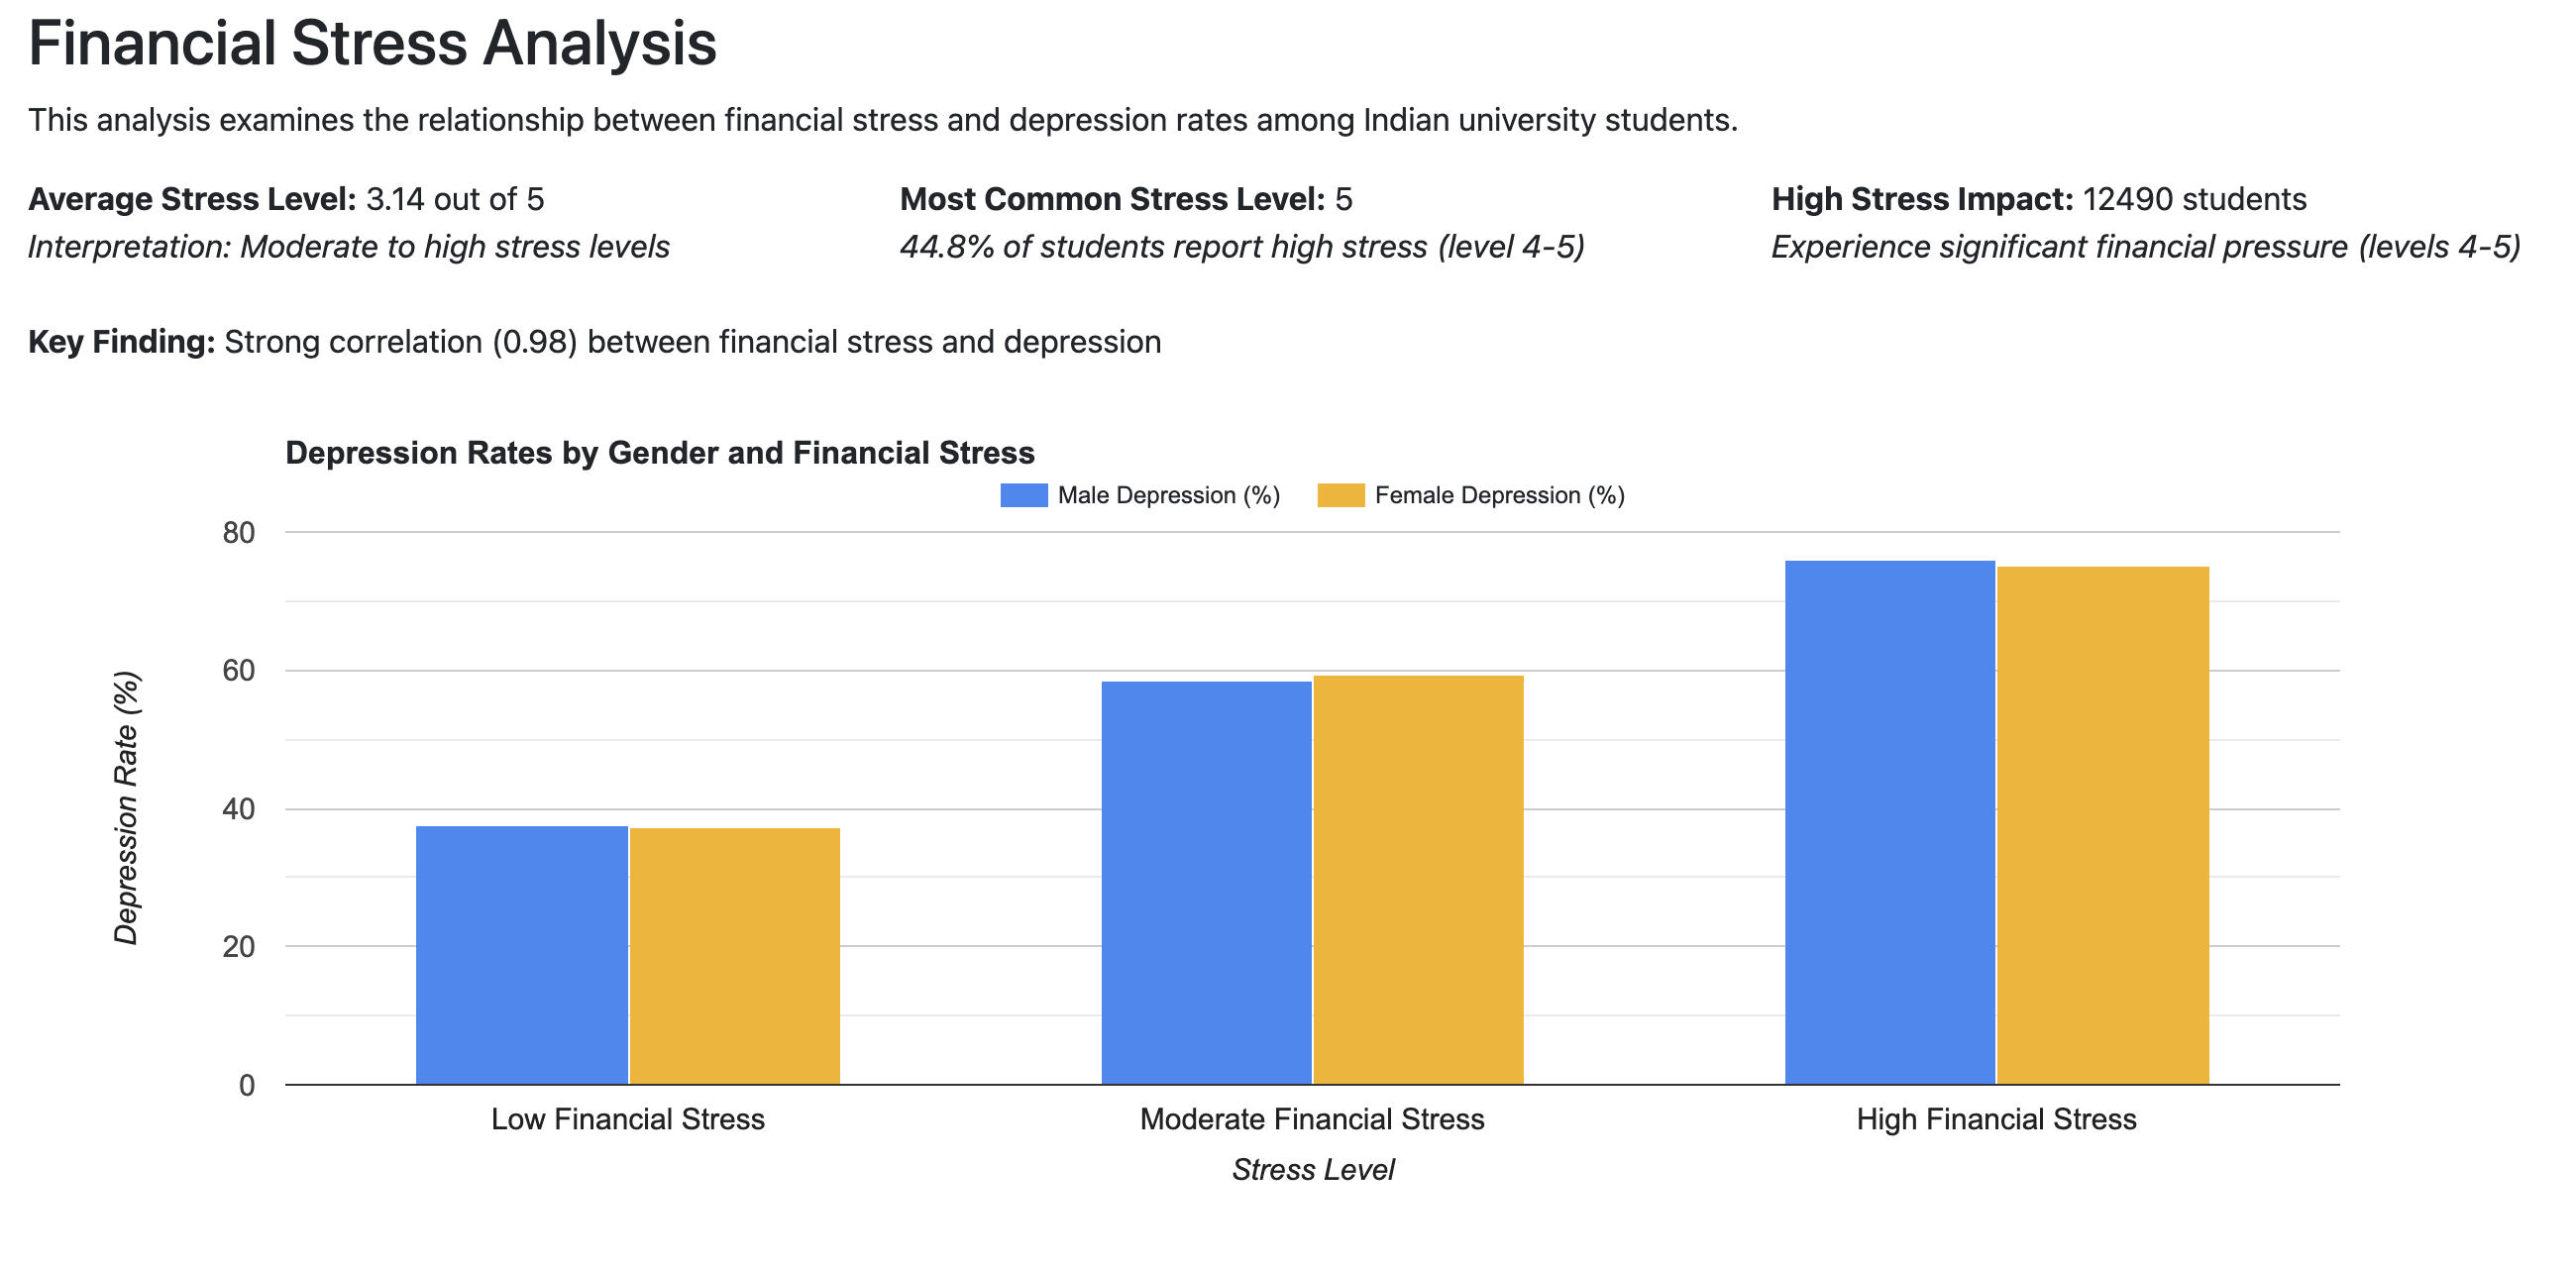 Financial Stress Analysis
This analysis examines the relationship between financial stress and depression rates among Indian university students.
Average Stress Level: 3.14 out of 5
Interpretation: Moderate to high stress levels
Most Common Stress Level: 5
44.8% of students report high stress (level 4-5)
High Stress Impact: 12490 students
Experience significant financial pressure (levels 4-5)
Key Finding: Strong correlation (0.98) between financial stress and depression
Depression Rates by Gender and Financial Stress
Male Depression (%)
Female Depression (%)
80
60
40
20
0
Depression Rate (%)
Low Financial Stress
Moderate Financial Stress
High Financial Stress
Stress Level